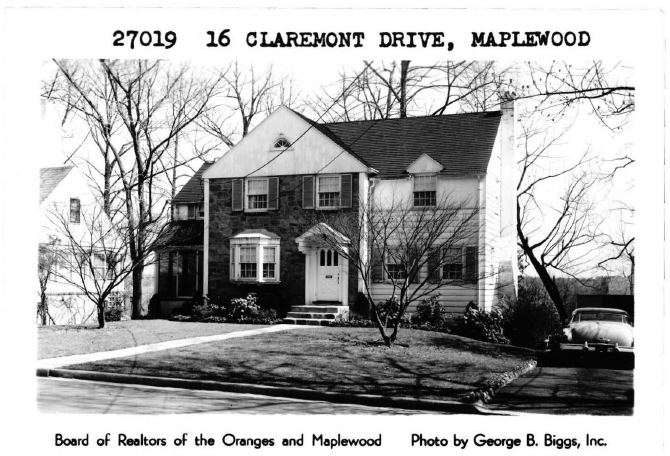 27019 16 CLAREMONT DRIVE, MAPLEWOOD
Board of Realtors of the Oranges and Maplewood Photo by George B. Biggs, Inc.